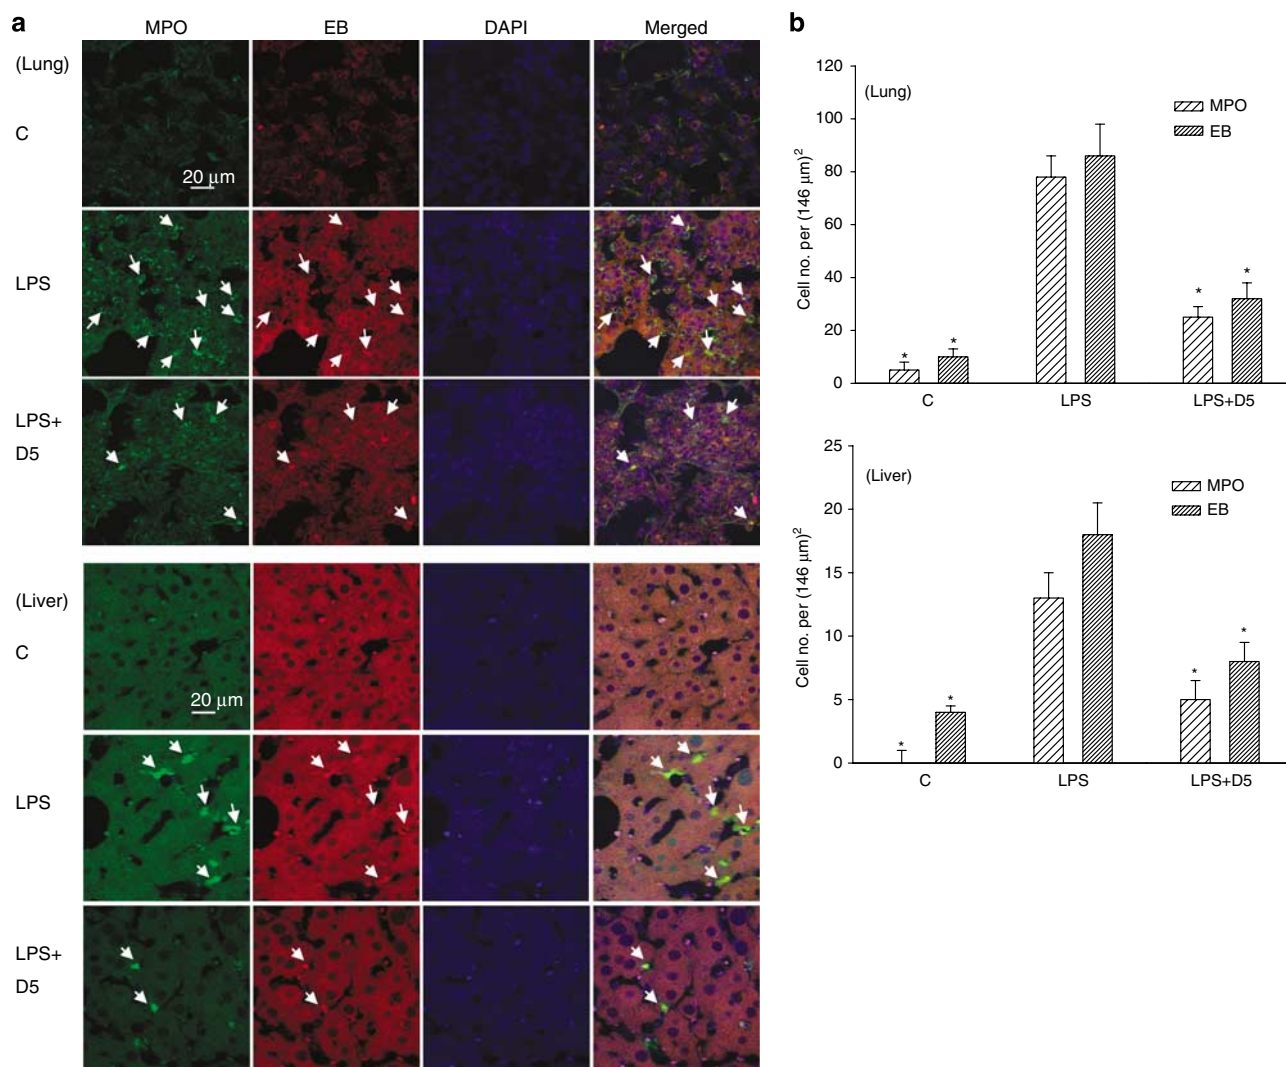 a
MPO EB DAPI Merged
(Lung)
C
20 μm
LPS
LPS+
D5
(Liver)
C
20 μm
LPS
LPS+
D5
b
120
100
80
60
40
20
0
Cell no. per (146 μm)²
(Lung)
MPO
EB
* * * *
C LPS LPS+D5
25
20
15
10
5
0
Cell no. per (146 μm)²
(Liver)
MPO
EB
* * * *
C LPS LPS+D5